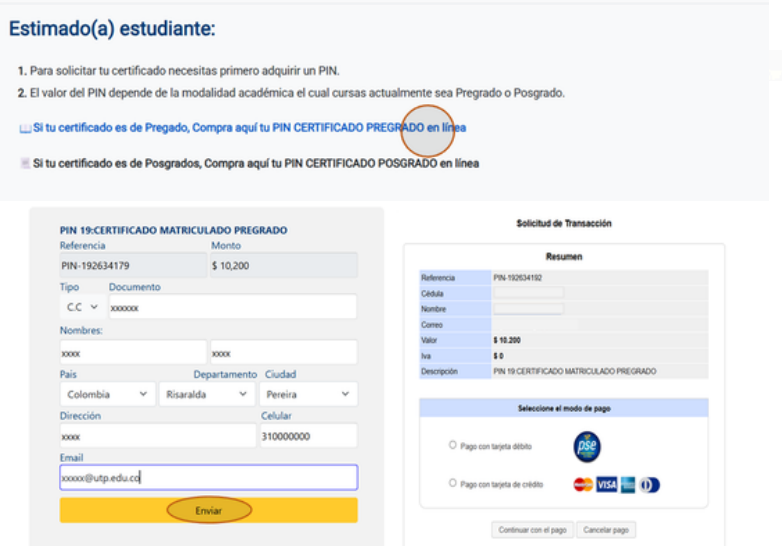 Estimado(a) estudiante:
1. Para solicitar tu certificado necesitas primero adquirir un PIN.
2. El valor del PIN depende de la modalidad académica el cual cursas actualmente sea Pregrado o Posgrado.
Si tu certificado es de Pregado, Compra aquí tu PIN CERTIFICADO PREGRADO en línea
Si tu certificado es de Posgrados, Compra aquí tu PIN CERTIFICADO POSGRADO en línea
PIN 19:CERTIFICADO MATRICULADO PREGRADO
Referencia Monto
PIN-192634179 $ 10,200
Tipo Documento
C.C xxxxxx
Nombres:
xxxx xxxx
País Departamento Ciudad
Colombia Risaralda Pereira
Dirección Celular
xxxx 310000000
Email
xxxxx@utp.edu.co
Enviar
Solicitud de Transacción
Resumen
Referencia PIN-192634192
Cédula
Nombre
Correo
Valor $ 10.200
Iva $ 0
Descripción PIN 19:CERTIFICADO MATRICULADO PREGRADO
Seleccione el modo de pago
Pago con tarjeta débito pse
Pago con tarjeta de crédito VISA
Continuar con el pago Cancelar pago